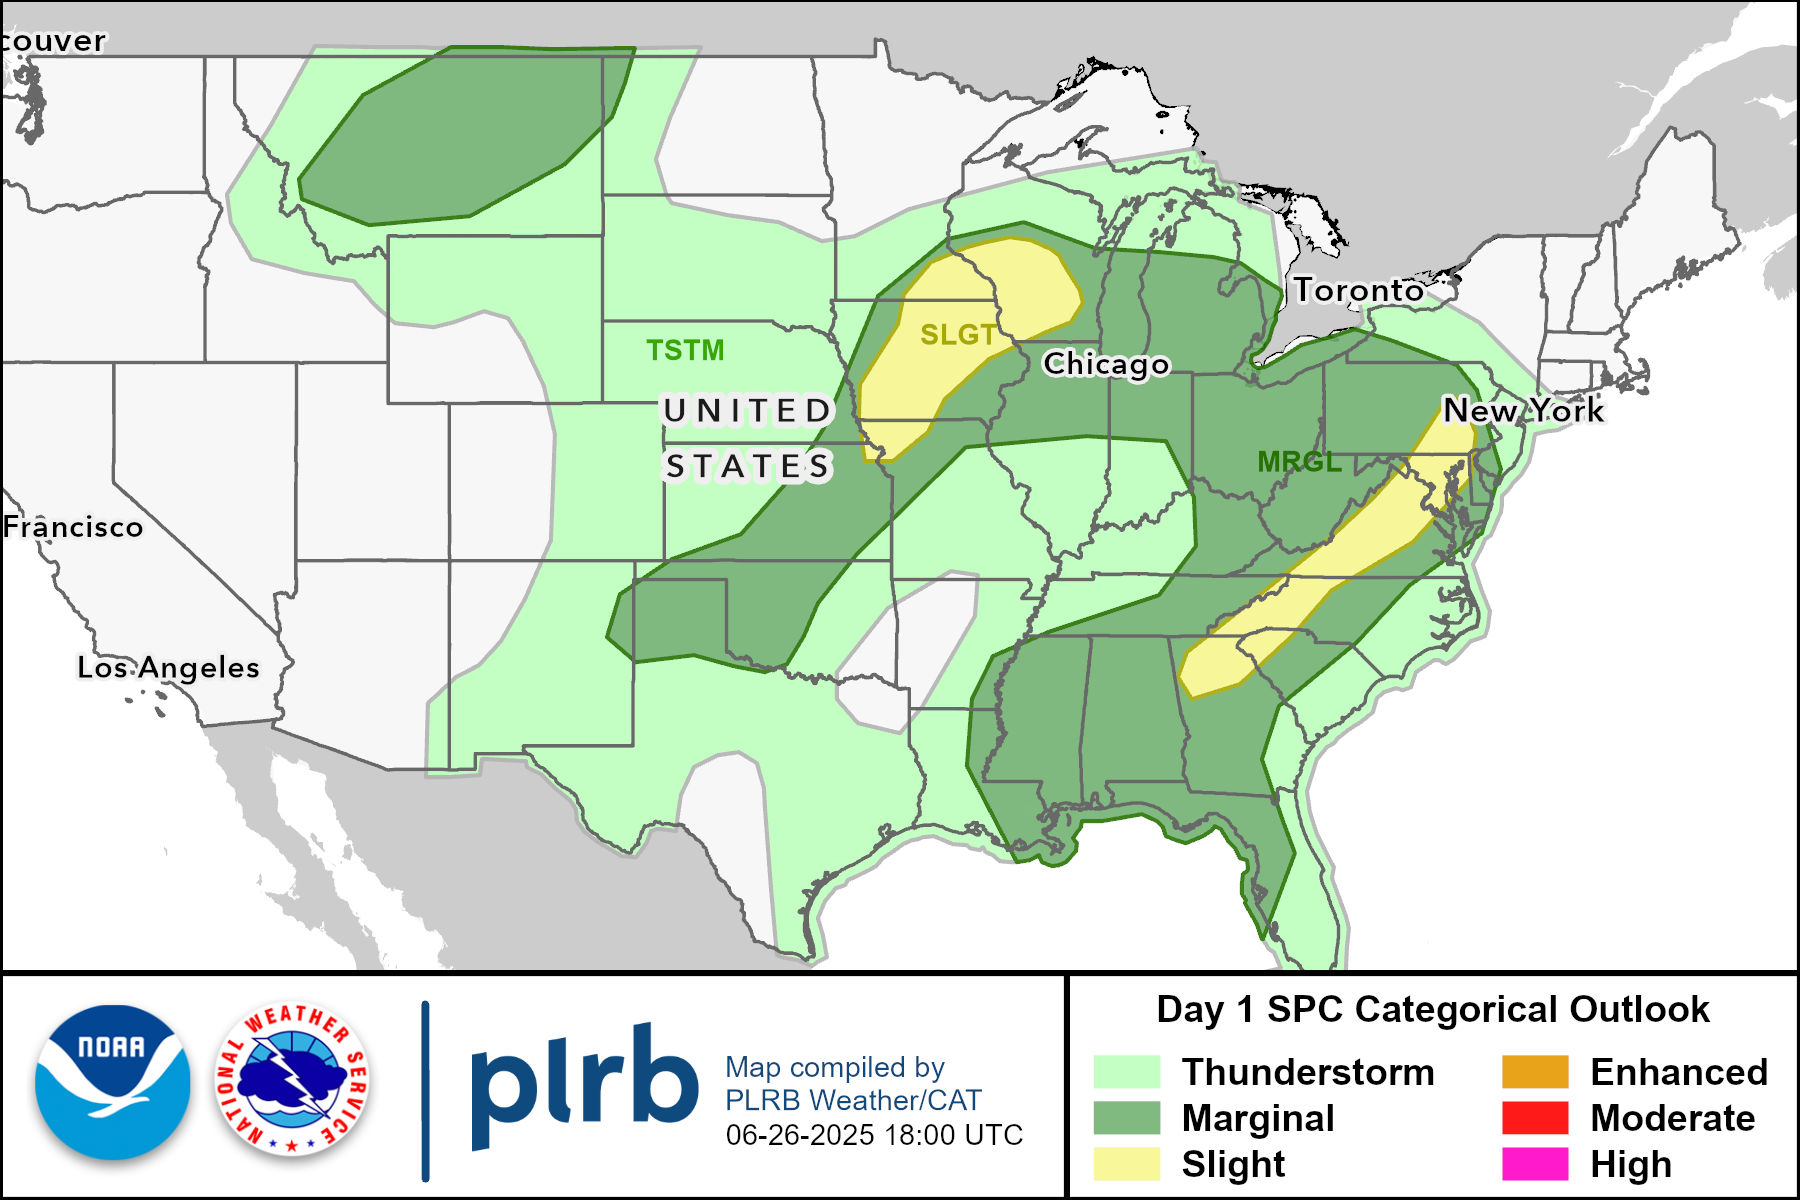 couver
Toronto
SLGT
TSTM
Chicago
UNITED
New York
MRGL
STATES
Francisco
Los Angeles
NOAA
NATIONAL WEATHER SERVICE
plrb
Map compiled by
PLRB Weather/CAT
06-26-2025 18:00 UTC
Day 1 SPC Categorical Outlook
Thunderstorm
Marginal
Slight
Enhanced
Moderate
High